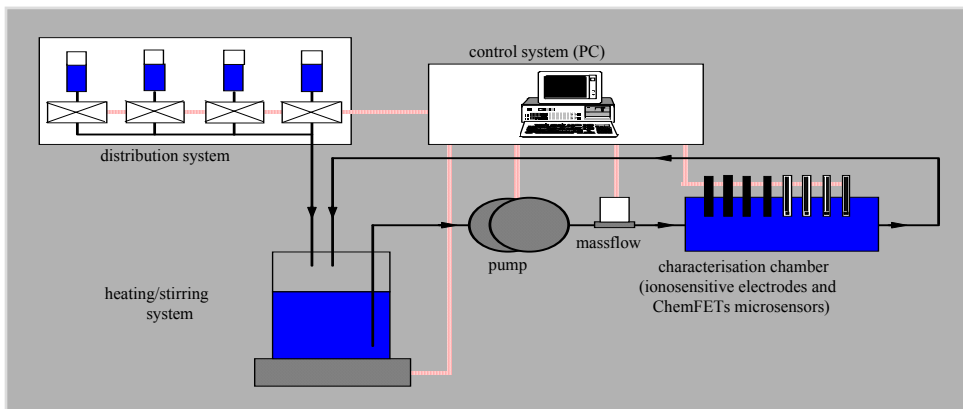 control system (PC)
distribution system
massflow
pump
characterisation chamber
(ionosensitive electrodes and
ChemFETs microsensors)
heating/stirring
system